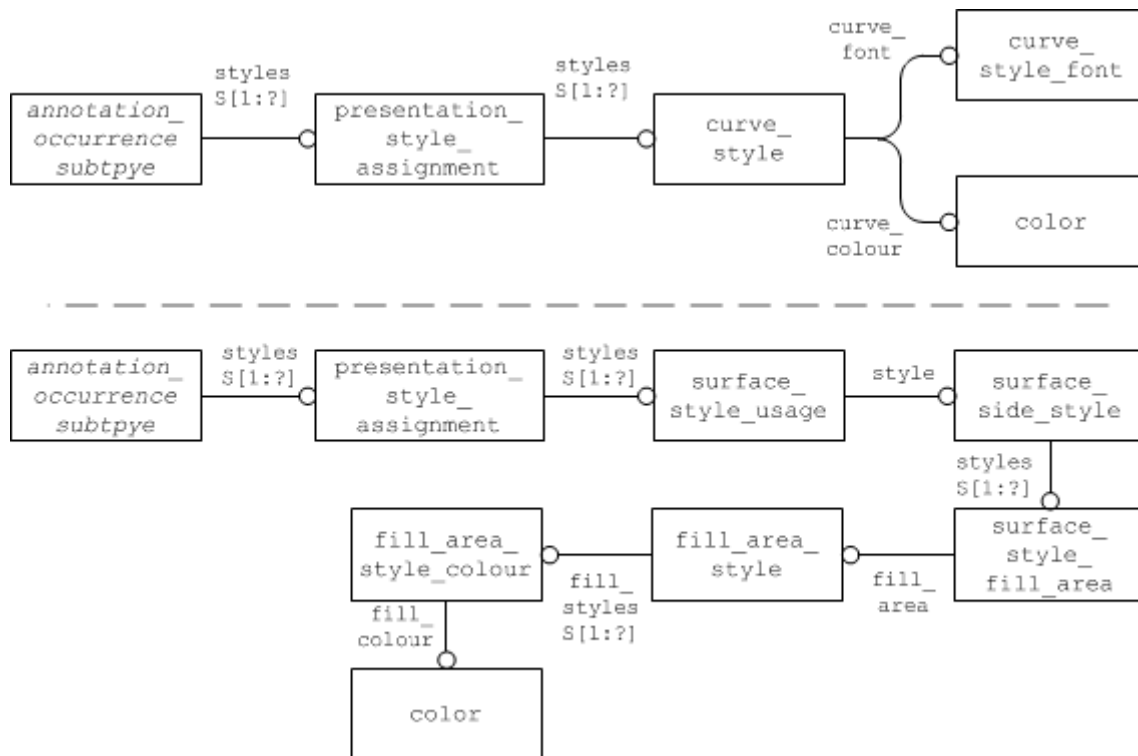 styles
S[1:?]
styles
S[1:?]
curve_
font
curve_
style_font
annotation_
occurrence
subtpye
presentation_
style_
assignment
curve_
style
curve_
colour
color
annotation_
occurrence
subtpye
styles
S[1:?]
presentation_
style_
assignment
styles
S[1:?]
surface_
style_usage
style
surface_
side_style
styles
S[1:?]
surface_
style_
fill_area
fill_
area
fill_area_
style
fill_
styles
S[1:?]
fill_area_
style_colour
fill_
colour
color